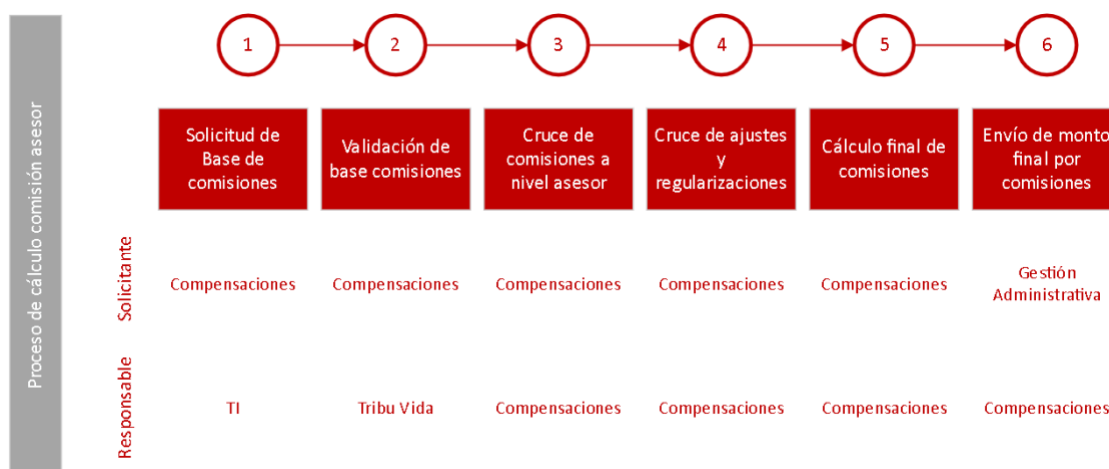 Proceso de cálculo comisión asesor
1
2
3
4
5
6
Solicitud de
Base de
comisiones
Validación de
base comisiones
Cruce de
comisiones a
nivel asesor
Cruce de ajustes
y
regularizaciones
Cálculo final de
comisiones
Envío de monto
final por
comisiones
Solicitante
Compensaciones
Compensaciones
Compensaciones
Compensaciones
Compensaciones
Gestión
Administrativa
Responsable
TI
Tribu Vida
Compensaciones
Compensaciones
Compensaciones
Compensaciones